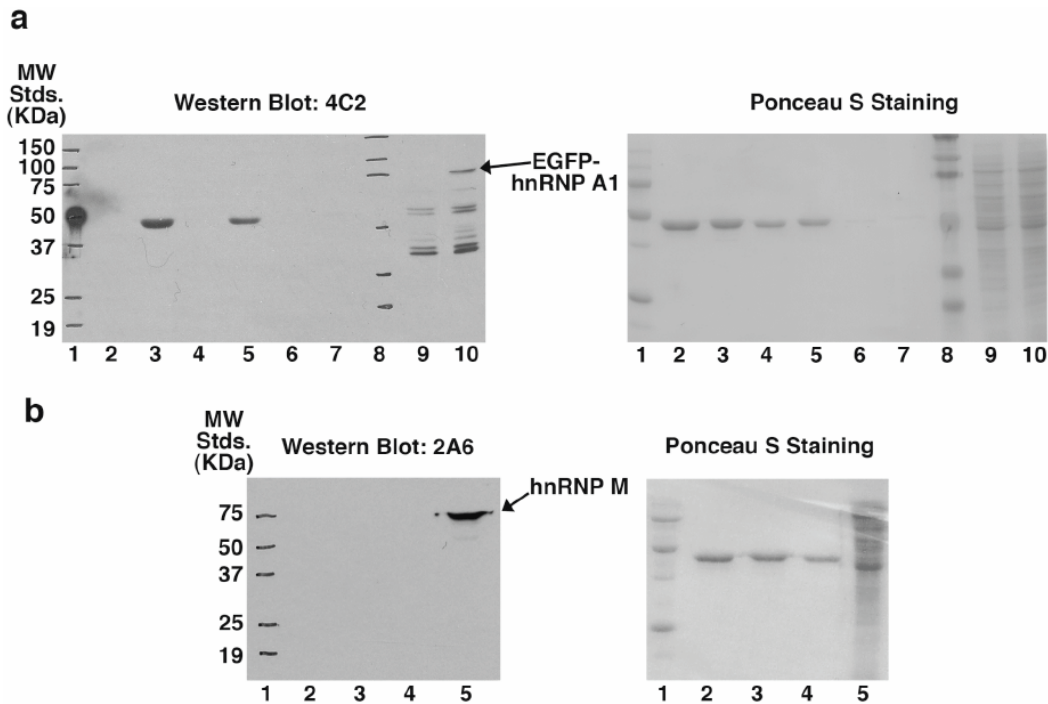 a
MW
Stds.
(KDa)
Western Blot: 4C2
Ponceau S Staining
150
100
75
50
37
25
19
EGFP-
hnRNP A1
1 2 3 4 5 6 7 8 9 10
1 2 3 4 5 6 7 8 9 10
b
MW
Stds.
(KDa)
Western Blot: 2A6
Ponceau S Staining
hnRNP M
75
50
37
25
19
1 2 3 4 5
1 2 3 4 5